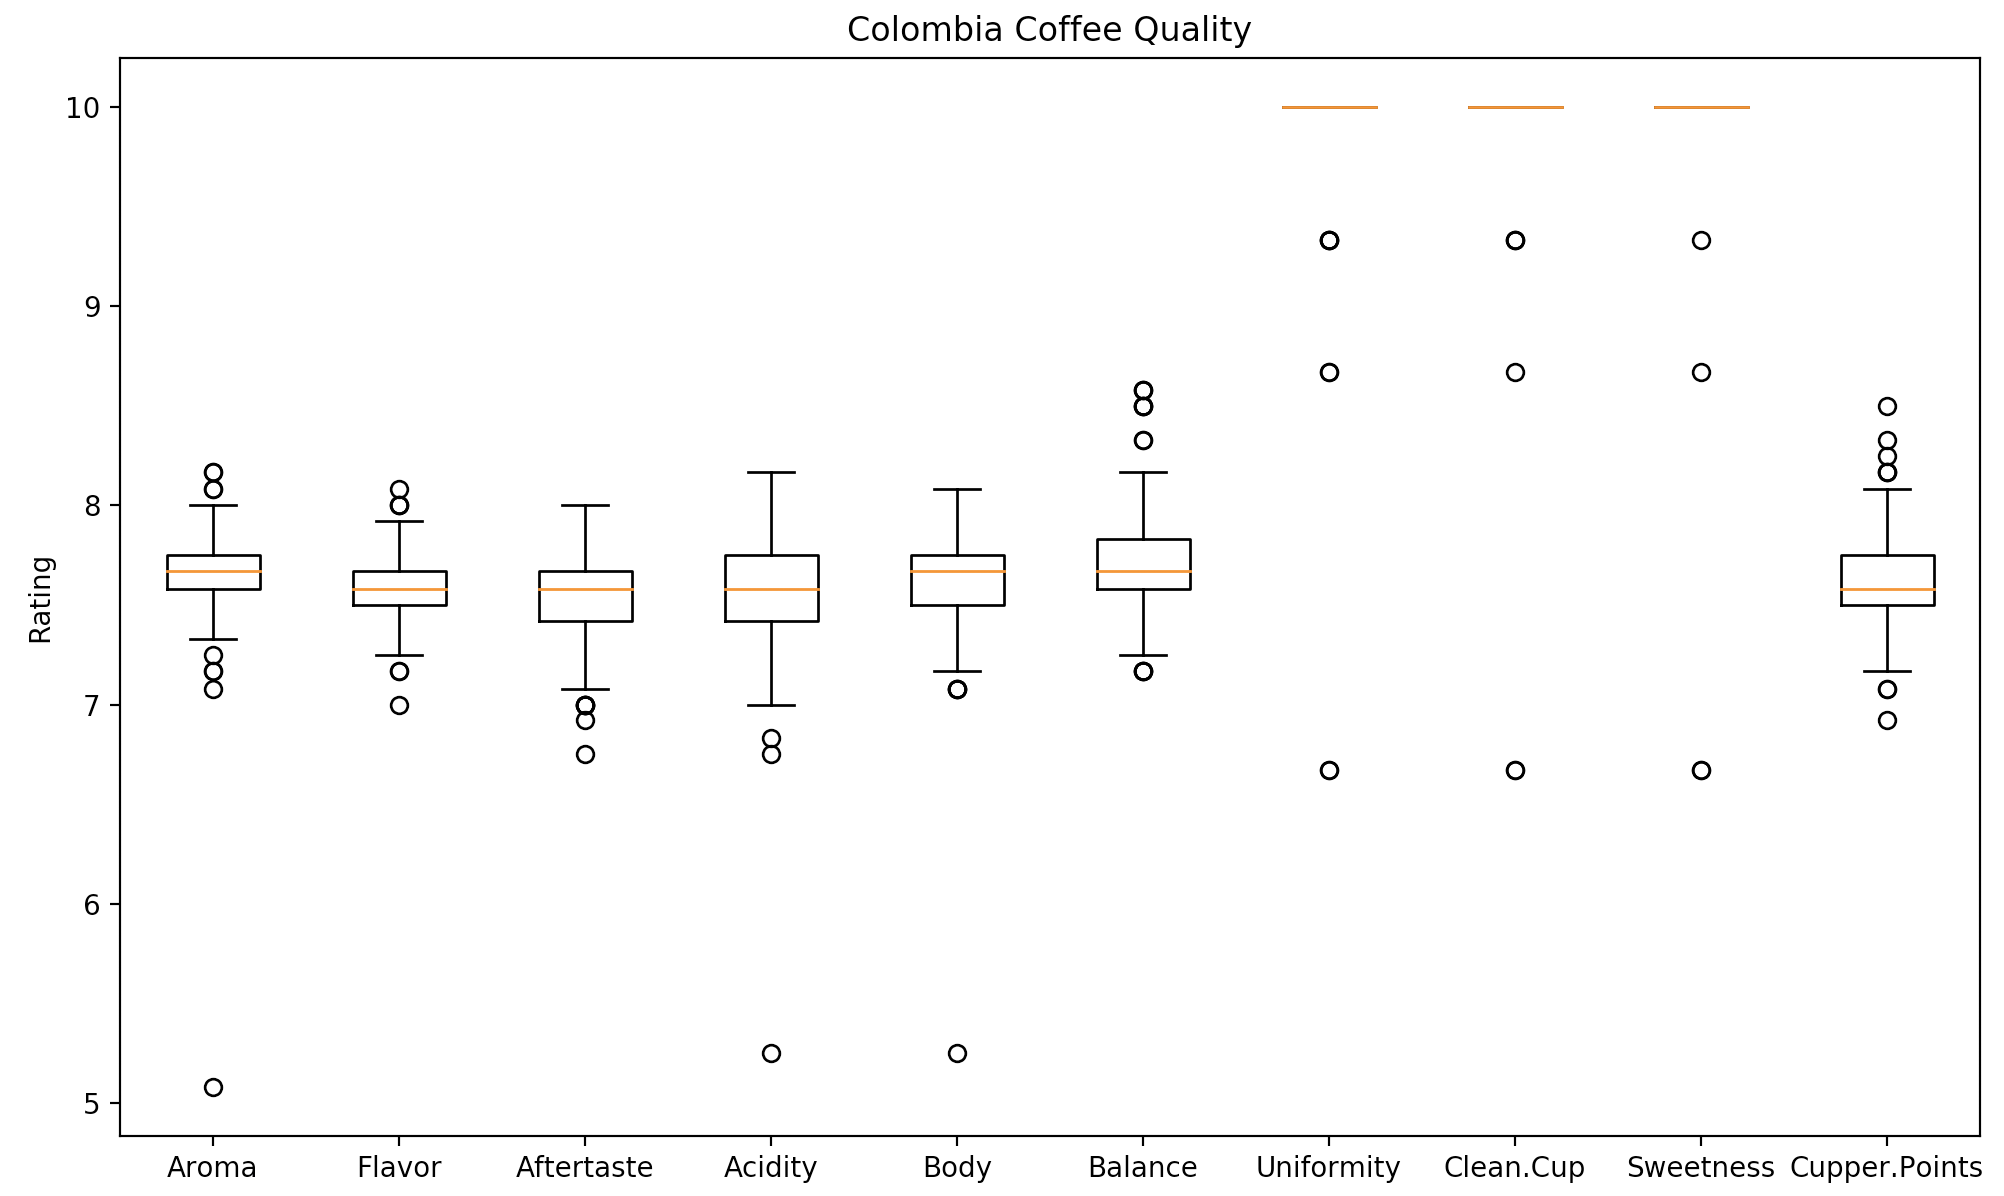 Colombia Coffee Quality
10
9
8
7
6
5
Rating
Aroma Flavor Aftertaste Acidity Body Balance Uniformity Clean.Cup Sweetness Cupper.Points